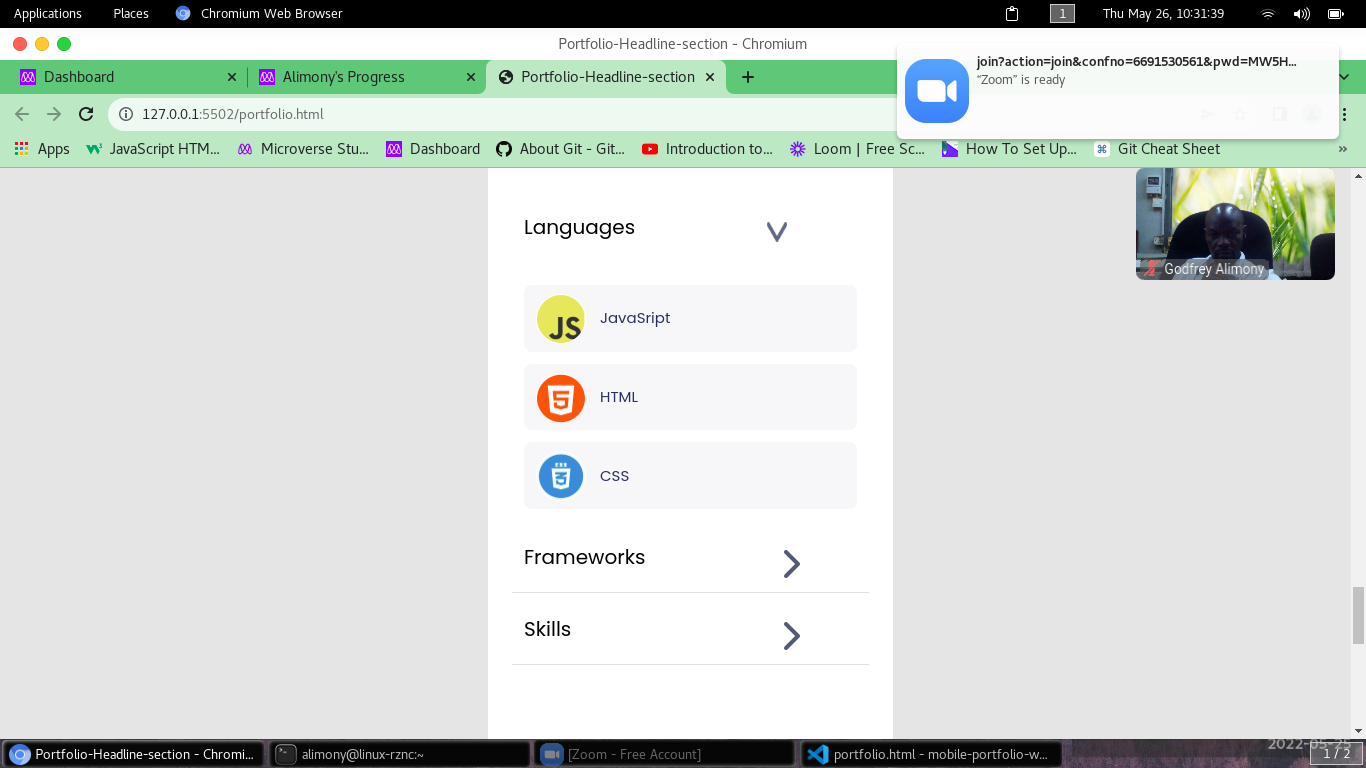 Applications Places Chromium Web Browser 1 Thu May 26, 10:31:39
Portfolio-Headline-section - Chromium
join?action=join&confno=6691530561&pwd=MW5H...
"Zoom" is ready
Dashboard Alimony's Progress Portfolio-Headline-section
127.0.0.1:5502/portfolio.html
Apps JavaScript HTM... Microverse Stu... Dashboard About Git - Git... Introduction to... Loom | Free Sc... How To Set Up... Git Cheat Sheet »
Godfrey Alimony
Languages
JS JavaSript
HTML
CSS
Frameworks
Skills
2022-05-25
Portfolio-Headline-section - Chromi... alimony@linux-rznc:~ [Zoom - Free Account] portfolio.html - mobile-portfolio-w... 1 / 2